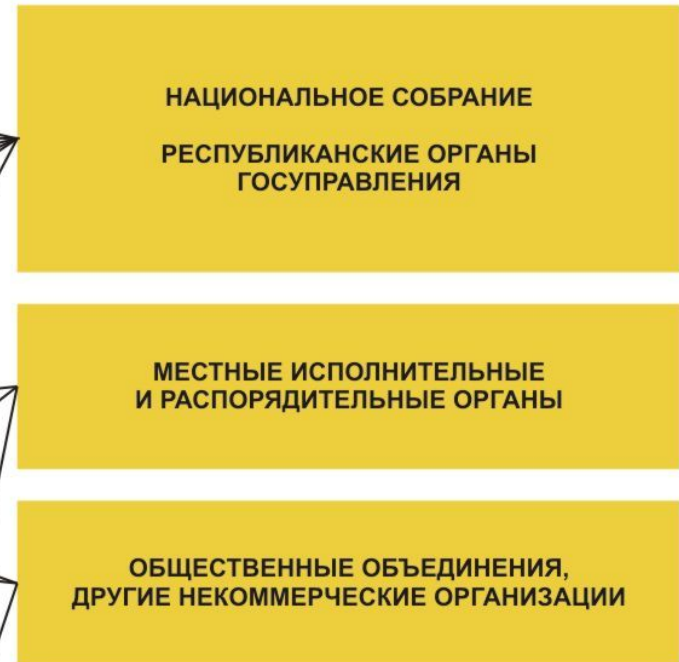 НАЦИОНАЛЬНОЕ СОБРАНИЕ
РЕСПУБЛИКАНСКИЕ ОРГАНЫ
ГОСУПРАВЛЕНИЯ
МЕСТНЫЕ ИСПОЛНИТЕЛЬНЫЕ
И РАСПОРЯДИТЕЛЬНЫЕ ОРГАНЫ
ОБЩЕСТВЕННЫЕ ОБЪЕДИНЕНИЯ,
ДРУГИЕ НЕКОММЕРЧЕСКИЕ ОРГАНИЗАЦИИ